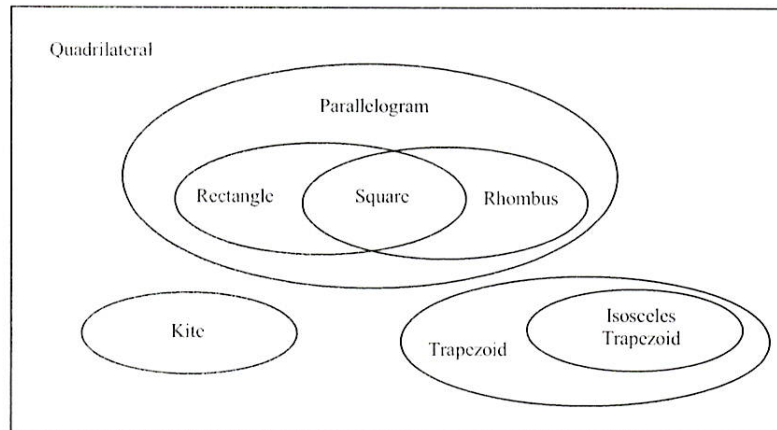 Quadrilateral
Parallelogram
Rectangle
Square
Rhombus
Kite
Trapezoid
Isosceles
Trapezoid